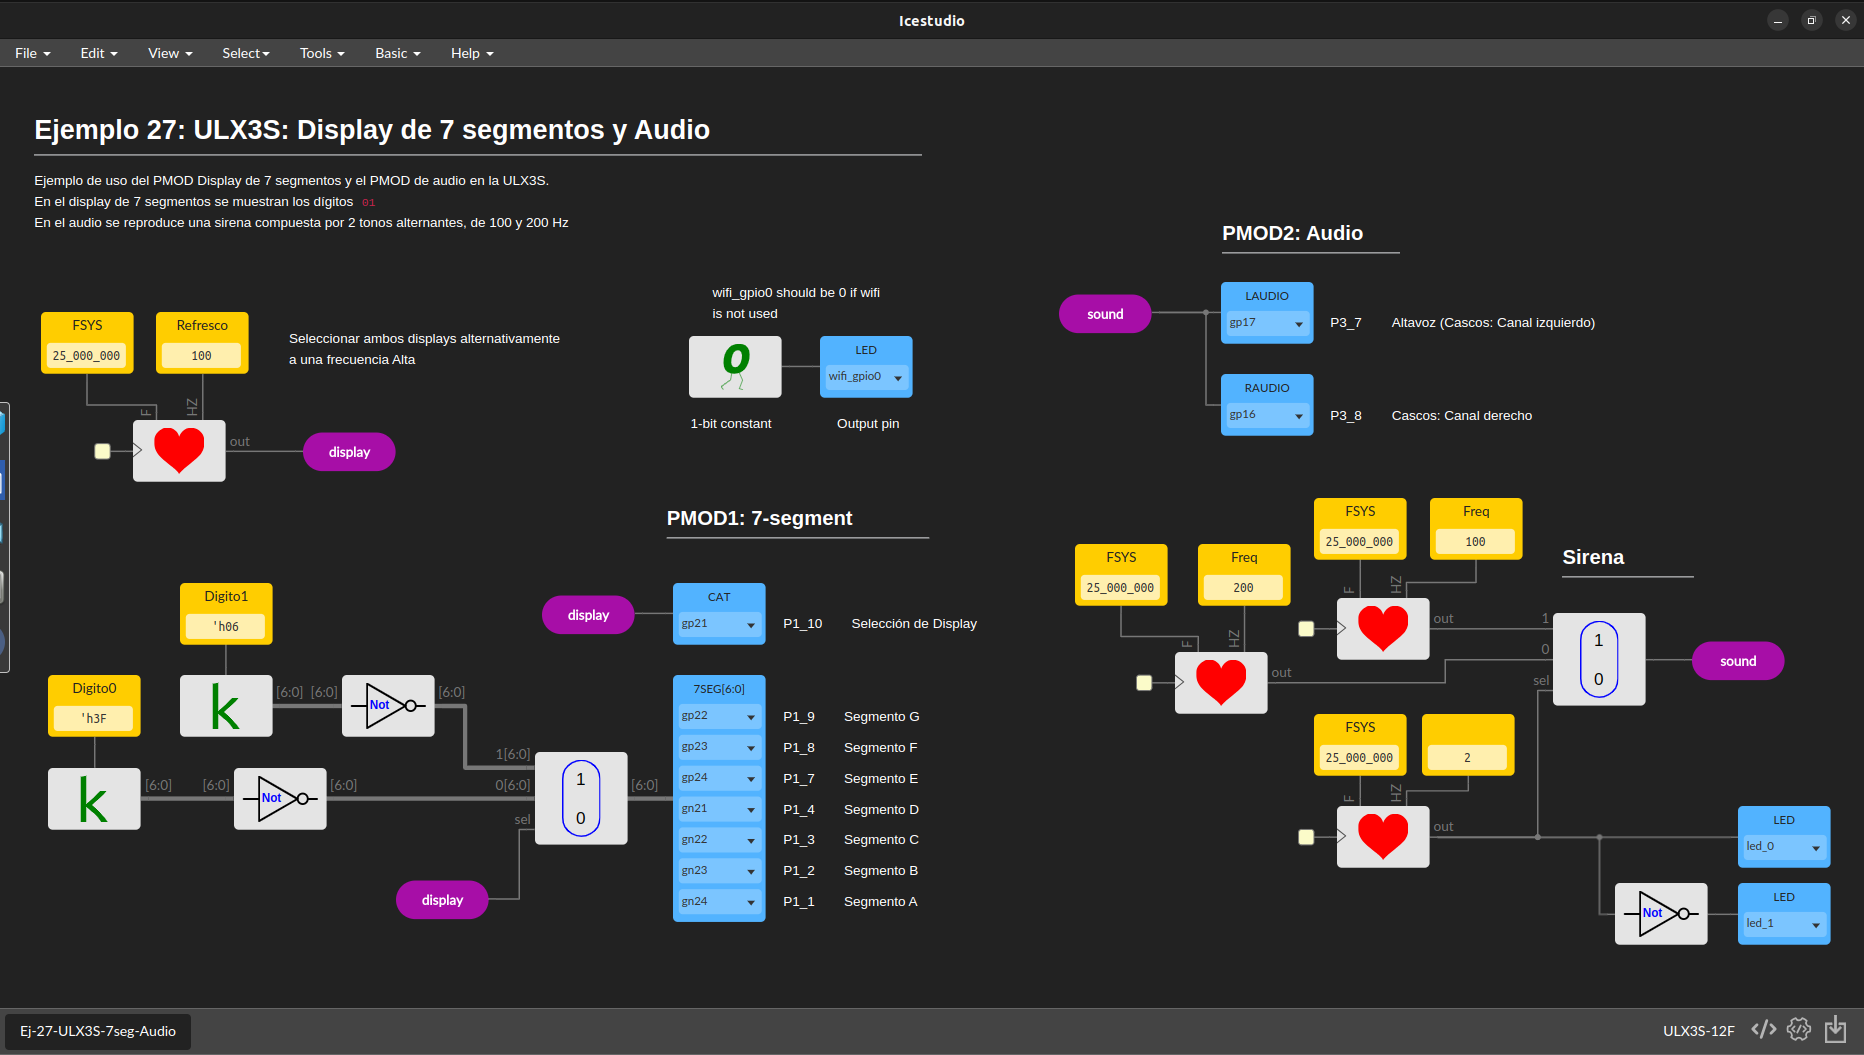 Icestudio
File
Edit
View
Select
Tools
Basic
Help
Ejemplo 27: ULX3S: Display de 7 segmentos y Audio
Ejemplo de uso del PMOD Display de 7 segmentos y el PMOD de audio en la ULX3S.
En el display de 7 segmentos se muestran los dígitos 01
En el audio se reproduce una sirena compuesta por 2 tonos alternantes, de 100 y 200 Hz
FSYS
25_000_000
Refresco
100
F
HZ
out
display
Seleccionar ambos displays alternativamente
a una frecuencia Alta
wifi_gpio0 should be 0 if wifi
is not used
0
LED
wifi_gpio0
1-bit constant
Output pin
PMOD2: Audio
sound
LAUDIO
gp17
P3_7
Altavoz (Cascos: Canal izquierdo)
RAUDIO
gp16
P3_8
Cascos: Canal derecho
PMOD1: 7-segment
display
CAT
gp21
P1_10
Selección de Display
Digito1
'h06
k
[6:0]
[6:0]
Not
[6:0]
Digito0
'h3F
k
[6:0]
[6:0]
Not
[6:0]
1[6:0]
0[6:0]
sel
1
0
[6:0]
display
7SEG[6:0]
gp22
P1_9
Segmento G
gp23
P1_8
Segmento F
gp24
P1_7
Segmento E
gn21
P1_4
Segmento D
gn22
P1_3
Segmento C
gn23
P1_2
Segmento B
gn24
P1_1
Segmento A
FSYS
25_000_000
Freq
200
F
HZ
out
FSYS
25_000_000
Freq
100
F
HZ
out
Sirena
1
0
sel
1
0
sound
FSYS
25_000_000
2
F
HZ
out
LED
led_0
Not
LED
led_1
Ej-27-ULX3S-7seg-Audio
ULX3S-12F